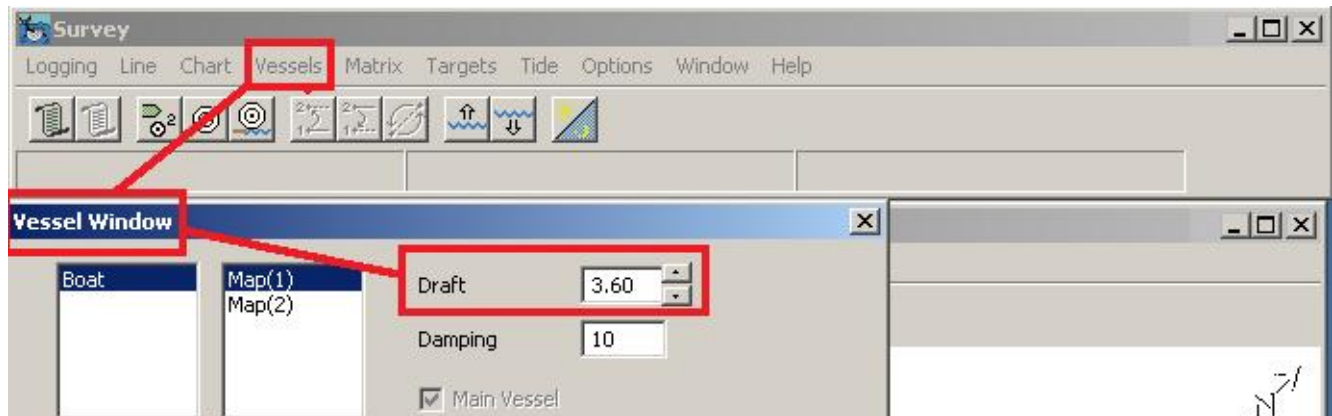 Survey
Logging Line Chart Vessels Matrix Targets Tide Options Window Help
Vessel Window
Boat
Map(1)
Map(2)
Draft 3.60
Damping 10
Main Vessel